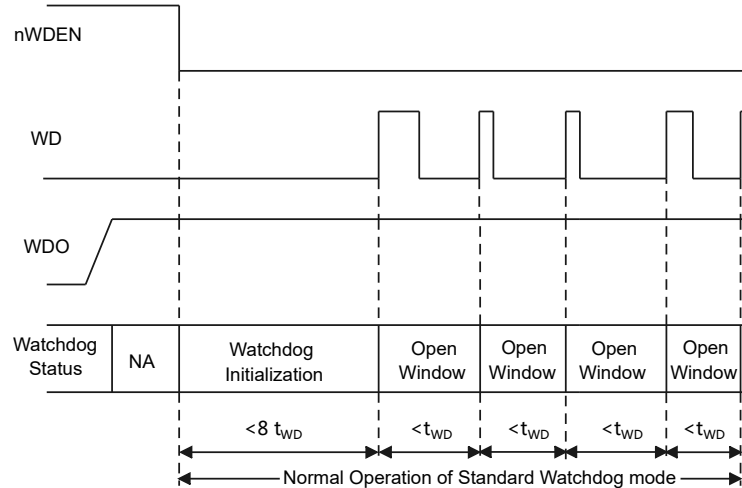 nWDEN
WD
WDO
Watchdog
Status
NA
Watchdog
Initialization
Open
Window
Open
Window
Open
Window
Open
Window
<8 tWD
<tWD
<tWD
<tWD
<tWD
Normal Operation of Standard Watchdog mode